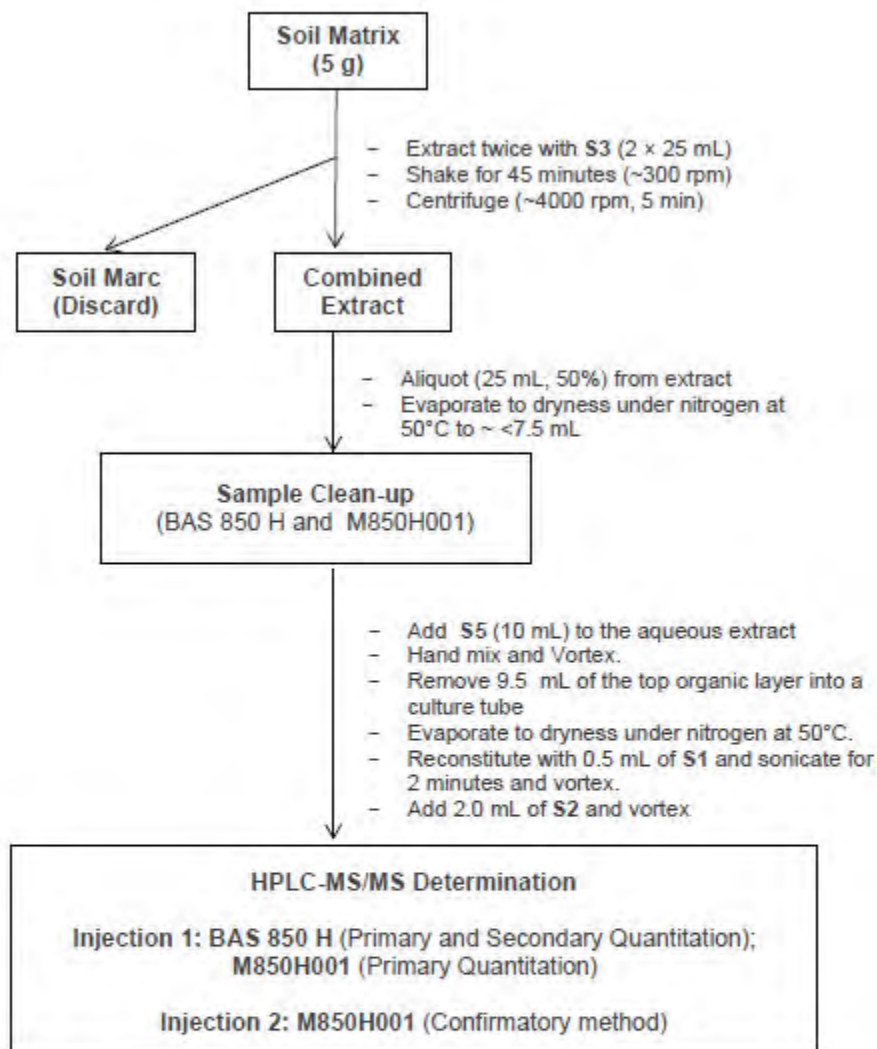 Soil Matrix
(5 g)
– Extract twice with S3 (2 × 25 mL)
– Shake for 45 minutes (~300 rpm)
– Centrifuge (~4000 rpm, 5 min)
Soil Marc
(Discard)
Combined
Extract
– Aliquot (25 mL, 50%) from extract
– Evaporate to dryness under nitrogen at
50°C to ~ <7.5 mL
Sample Clean-up
(BAS 850 H and M850H001)
– Add S5 (10 mL) to the aqueous extract
– Hand mix and Vortex.
– Remove 9.5 mL of the top organic layer into a
culture tube
– Evaporate to dryness under nitrogen at 50°C.
– Reconstitute with 0.5 mL of S1 and sonicate for
2 minutes and vortex.
– Add 2.0 mL of S2 and vortex
HPLC-MS/MS Determination
Injection 1: BAS 850 H (Primary and Secondary Quantitation);
M850H001 (Primary Quantitation)
Injection 2: M850H001 (Confirmatory method)